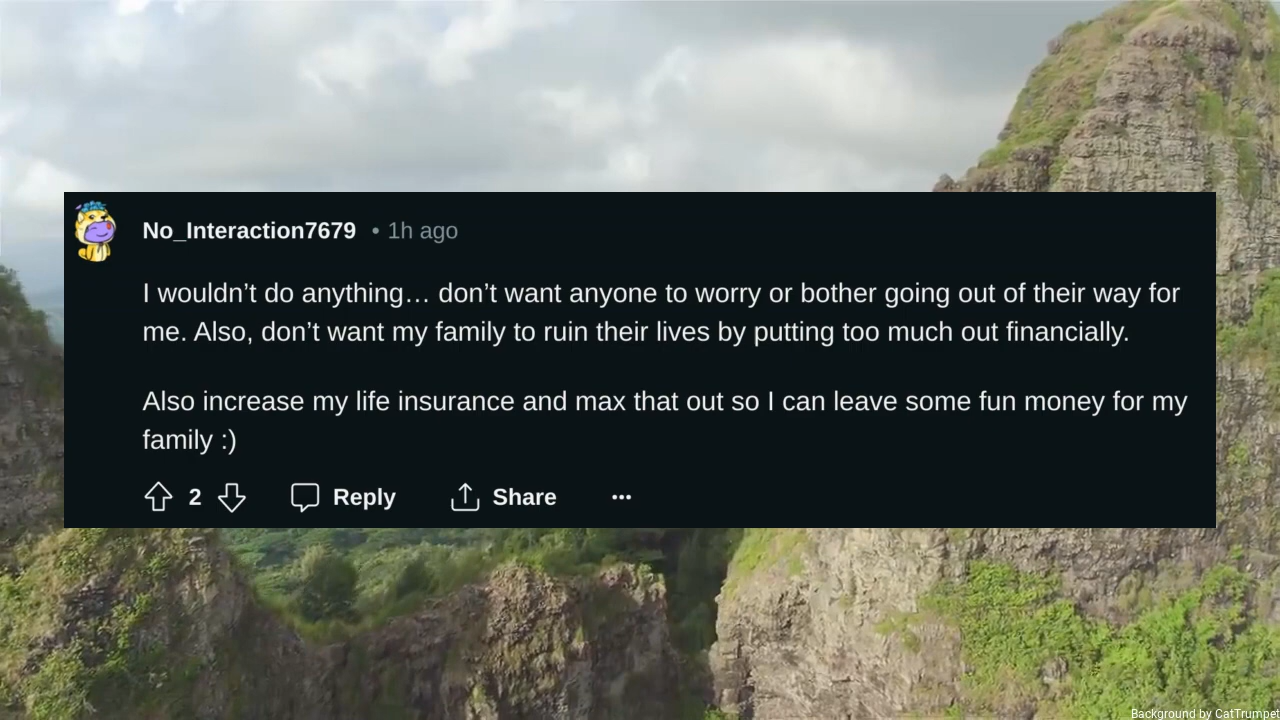 No_Interaction7679 • 1h ago
I wouldn’t do anything… don’t want anyone to worry or bother going out of their way for
me. Also, don’t want my family to ruin their lives by putting too much out financially.
Also increase my life insurance and max that out so I can leave some fun money for my
family :)
2 Reply Share ···
Background by CatTrumpet